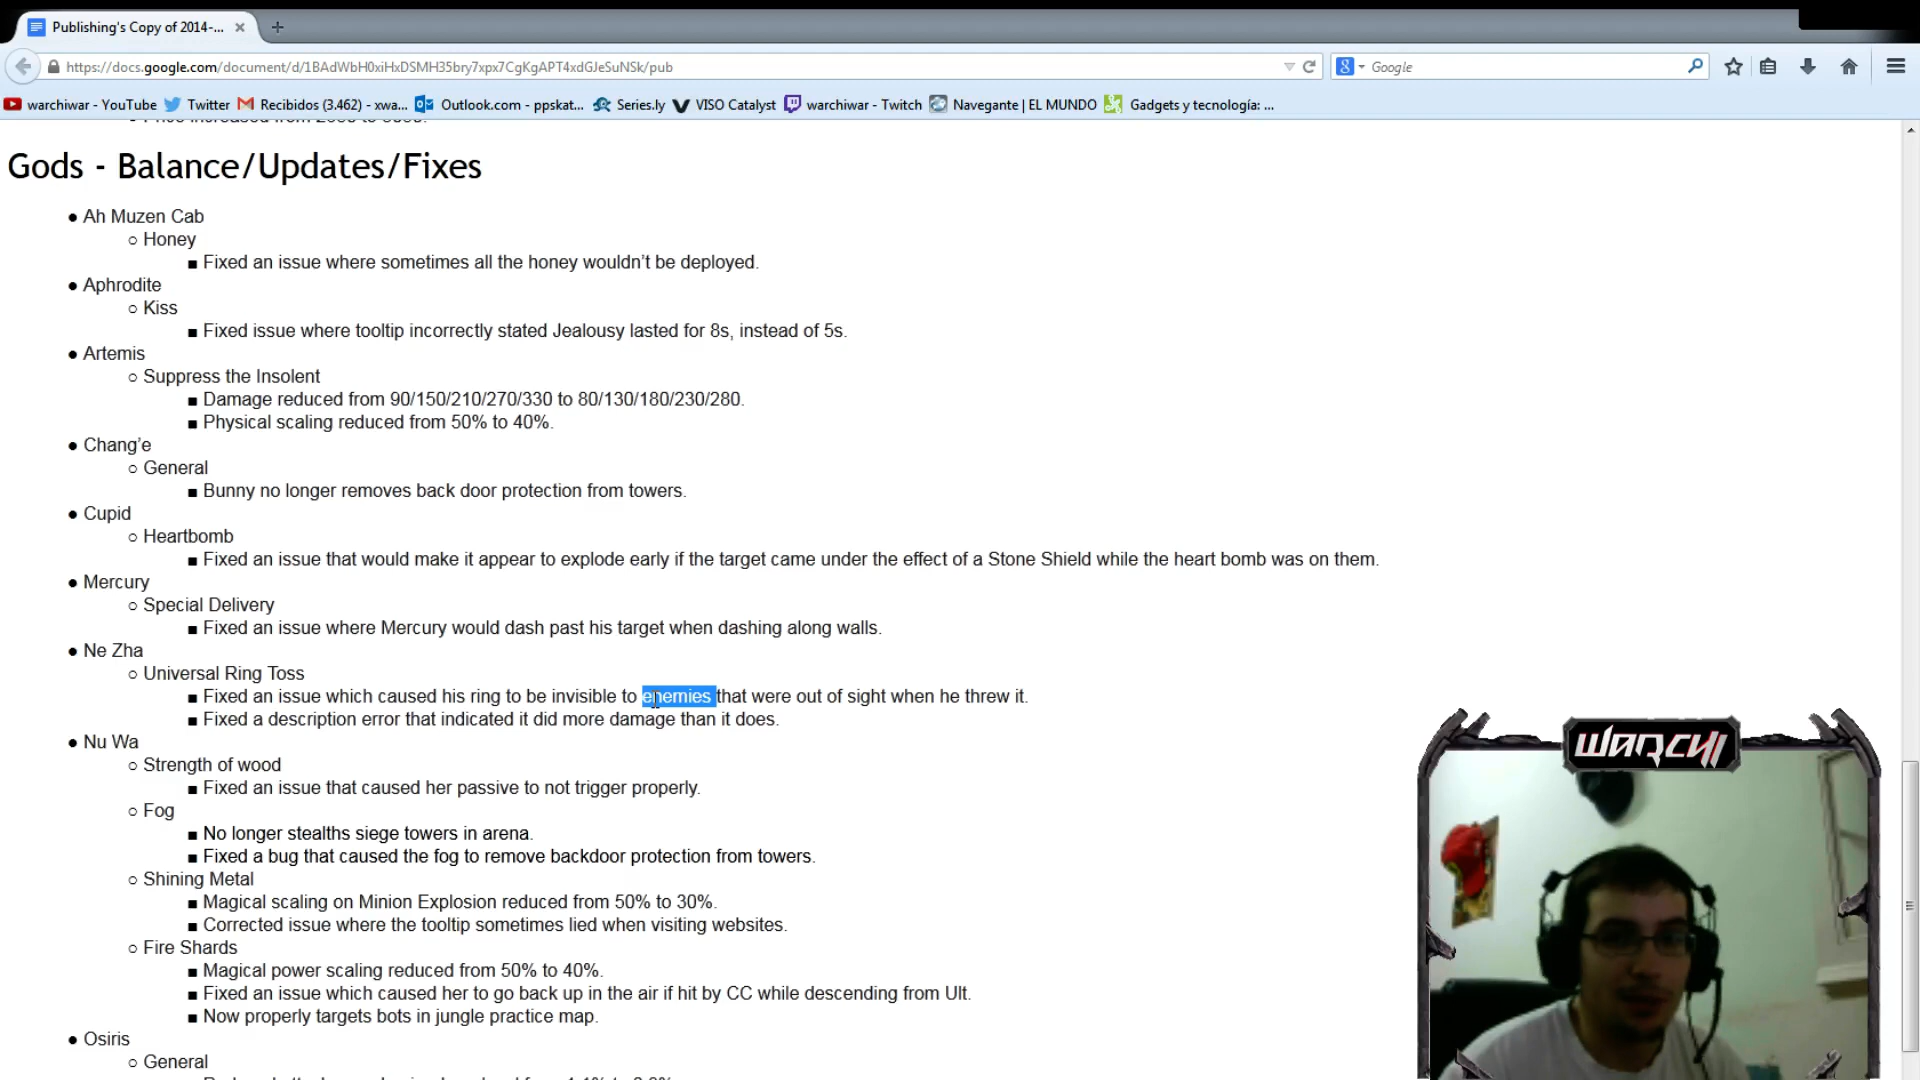 Publishing's Copy of 2014-...
https://docs.google.com/document/d/1BAdWbH0xiHxDSMH35bry7xpx7CgKgAPT4xdGJeSuNSk/pub
Google
warchiwar - YouTube Twitter Recibidos (3.462) - xwa... Outlook.com - ppskat... Series.ly VISO Catalyst warchiwar - Twitch Navegante | EL MUNDO Gadgets y tecnología: ...
Gods - Balance/Updates/Fixes
● Ah Muzen Cab
○ Honey
■ Fixed an issue where sometimes all the honey wouldn’t be deployed.
● Aphrodite
○ Kiss
■ Fixed issue where tooltip incorrectly stated Jealousy lasted for 8s, instead of 5s.
● Artemis
○ Suppress the Insolent
■ Damage reduced from 90/150/210/270/330 to 80/130/180/230/280.
■ Physical scaling reduced from 50% to 40%.
● Chang’e
○ General
■ Bunny no longer removes back door protection from towers.
● Cupid
○ Heartbomb
■ Fixed an issue that would make it appear to explode early if the target came under the effect of a Stone Shield while the heart bomb was on them.
● Mercury
○ Special Delivery
■ Fixed an issue where Mercury would dash past his target when dashing along walls.
● Ne Zha
○ Universal Ring Toss
■ Fixed an issue which caused his ring to be invisible to enemies that were out of sight when he threw it.
■ Fixed a description error that indicated it did more damage than it does.
● Nu Wa
○ Strength of wood
■ Fixed an issue that caused her passive to not trigger properly.
○ Fog
■ No longer stealths siege towers in arena.
■ Fixed a bug that caused the fog to remove backdoor protection from towers.
○ Shining Metal
■ Magical scaling on Minion Explosion reduced from 50% to 30%.
■ Corrected issue where the tooltip sometimes lied when visiting websites.
○ Fire Shards
■ Magical power scaling reduced from 50% to 40%.
■ Fixed an issue which caused her to go back up in the air if hit by CC while descending from Ult.
■ Now properly targets bots in jungle practice map.
● Osiris
○ General
WARCHI